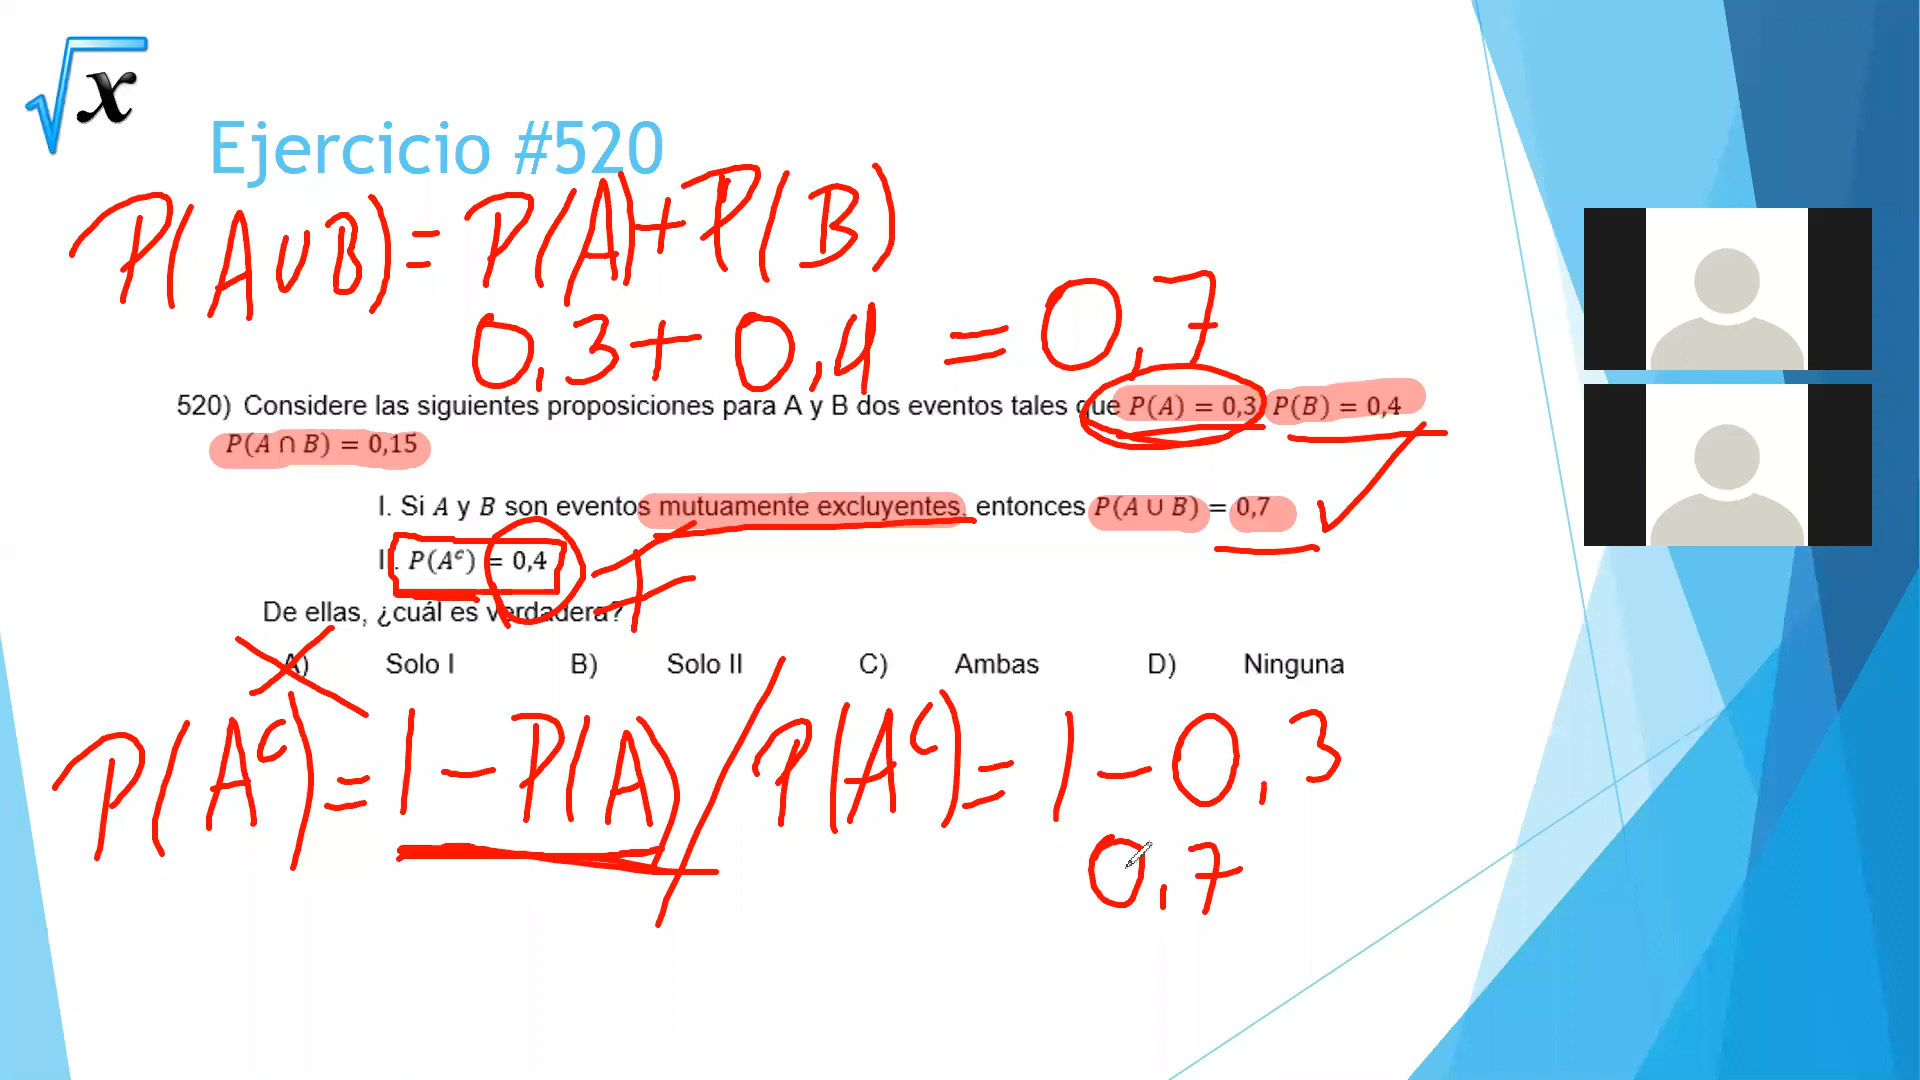 √x
Ejercicio #520
P(A∪B) = P(A) + P(B)
0,3 + 0,4 = 0,7
520) Considere las siguientes proposiciones para A y B dos eventos tales que P(A) = 0,3 P(B) = 0,4
P(A ∩ B) = 0,15
I. Si A y B son eventos mutuamente excluyentes, entonces P(A ∪ B) = 0,7 ✓
II. P(Aᶜ) = 0,4 F
De ellas, ¿cuál es verdadera?
A) Solo I B) Solo II C) Ambas D) Ninguna
P(Aᶜ) = 1 - P(A) / P(Aᶜ) = 1 - 0,3
0,7